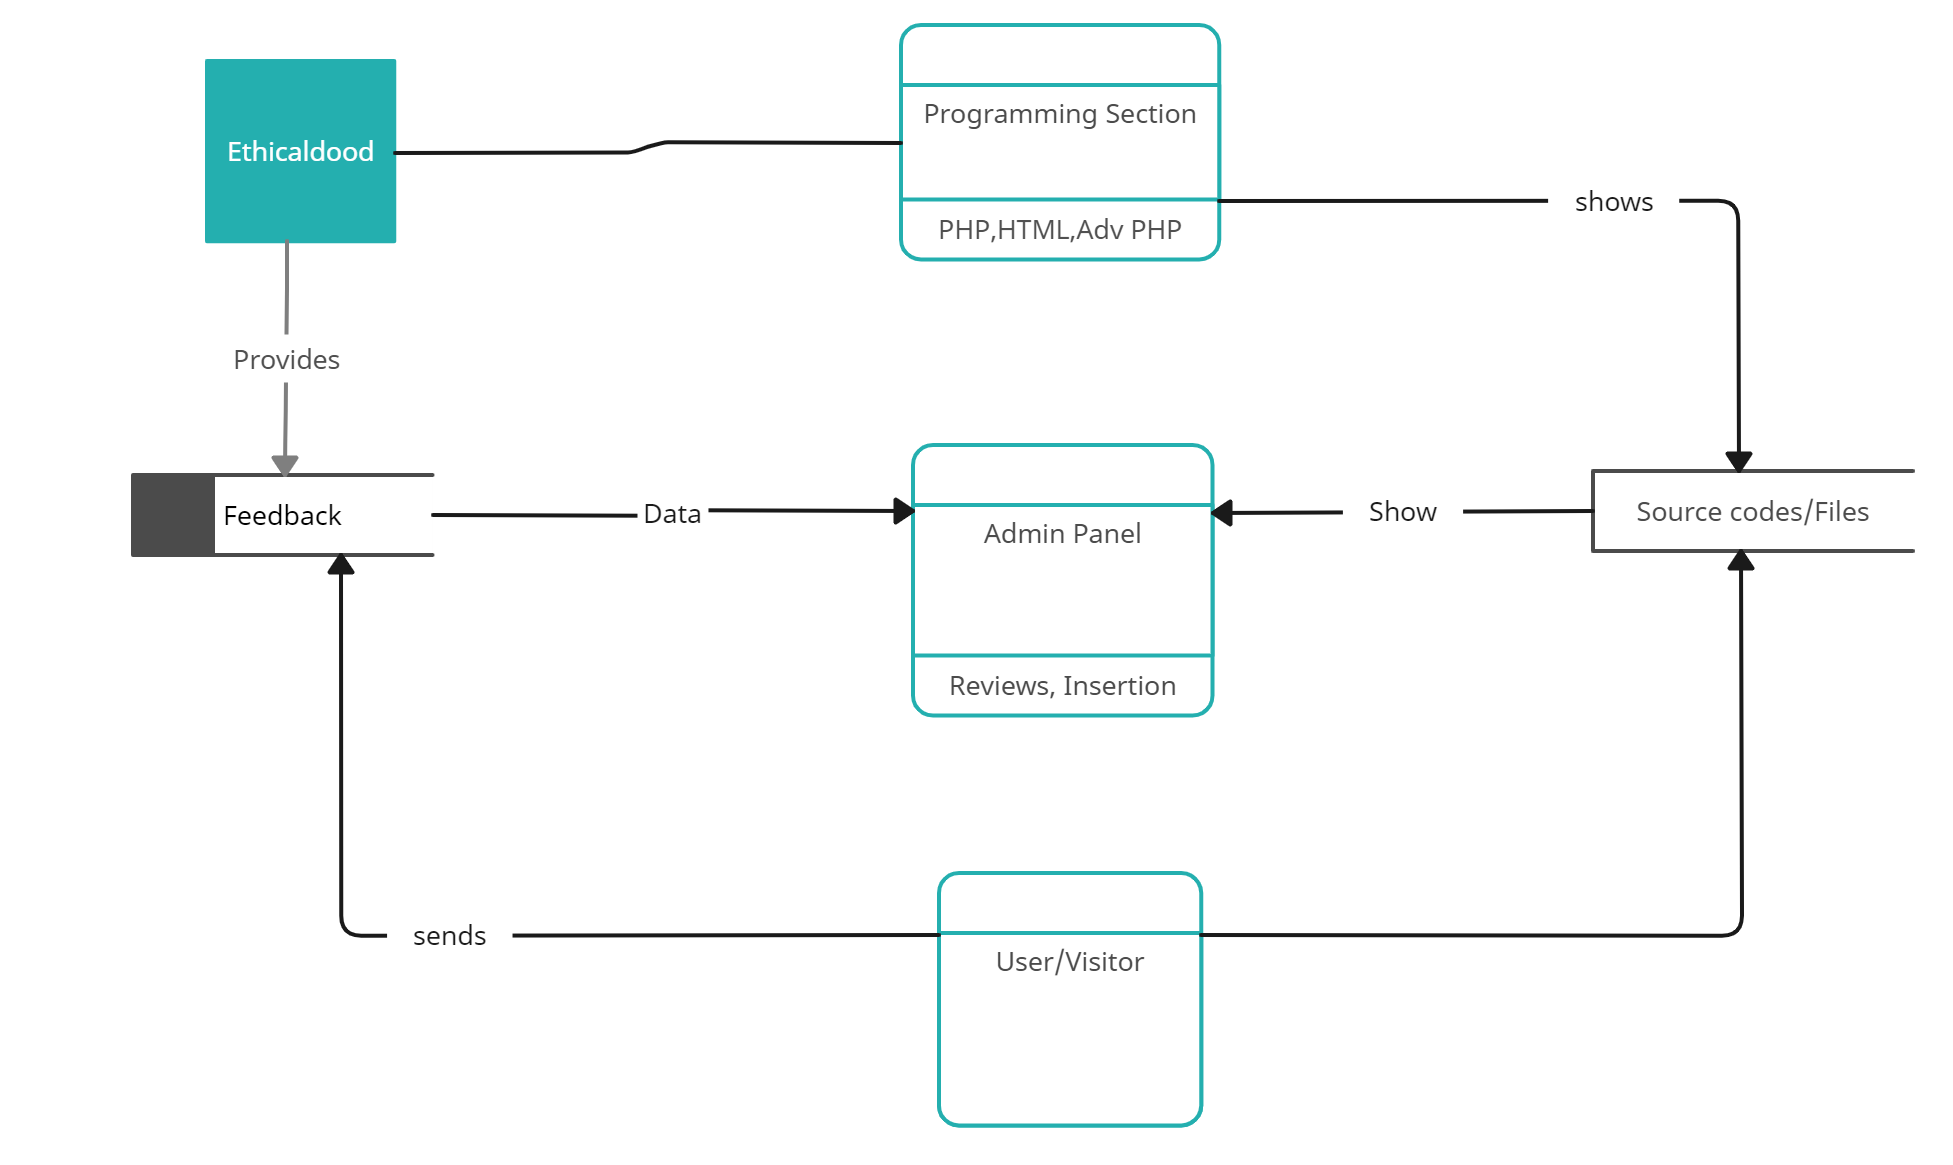 Ethicaldood
Programming Section
PHP,HTML,Adv PHP
shows
Provides
Feedback
Data
Admin Panel
Reviews, Insertion
Show
Source codes/Files
sends
User/Visitor